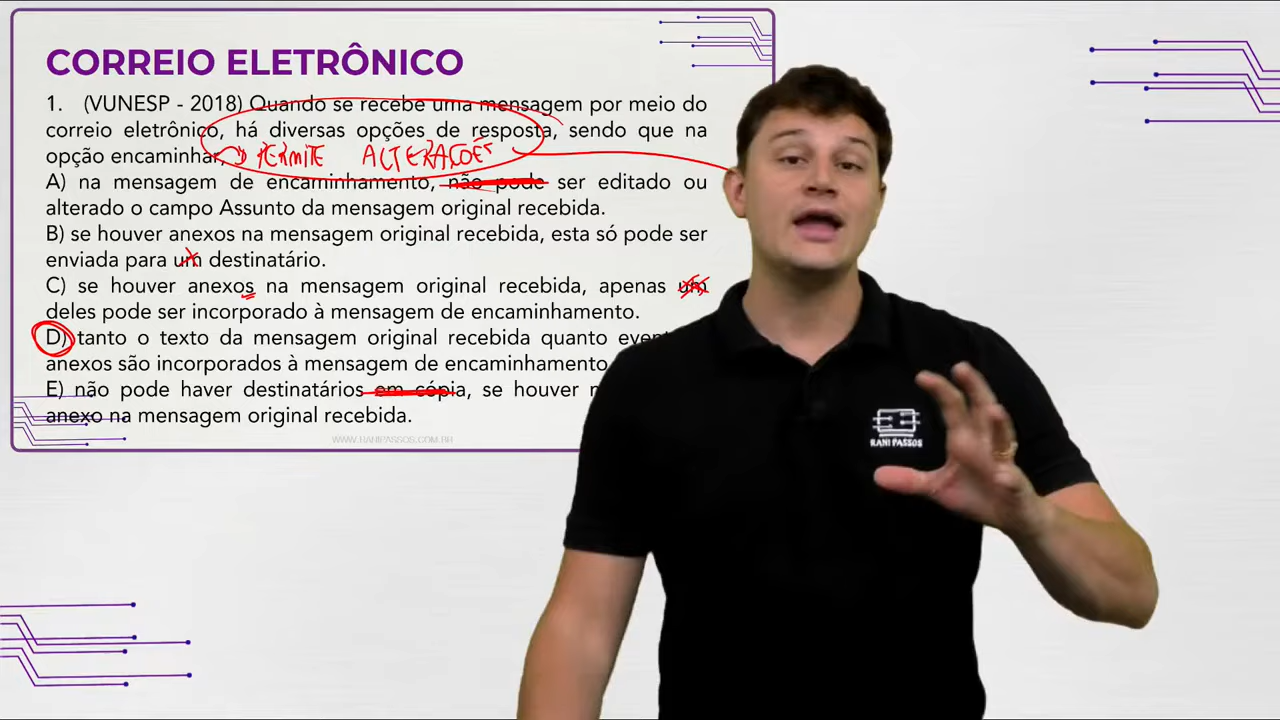 CORREIO ELETRÔNICO
1. (VUNESP - 2018) Quando se recebe uma mensagem por meio do
correio eletrônico, há diversas opções de resposta, sendo que na
opção encaminhar,
PERMITE ALTERAÇÕES
A) na mensagem de encaminhamento, não pode ser editado ou
alterado o campo Assunto da mensagem original recebida.
B) se houver anexos na mensagem original recebida, esta só pode ser
enviada para um destinatário.
C) se houver anexos na mensagem original recebida, apenas um
deles pode ser incorporado à mensagem de encaminhamento.
D) tanto o texto da mensagem original recebida quanto
anexos são incorporados à mensagem de encaminhamento
E) não pode haver destinatários em cópia, se houver
anexo na mensagem original recebida.
WWW.RANIPASSOS.COM.BR
RANI PASSOS